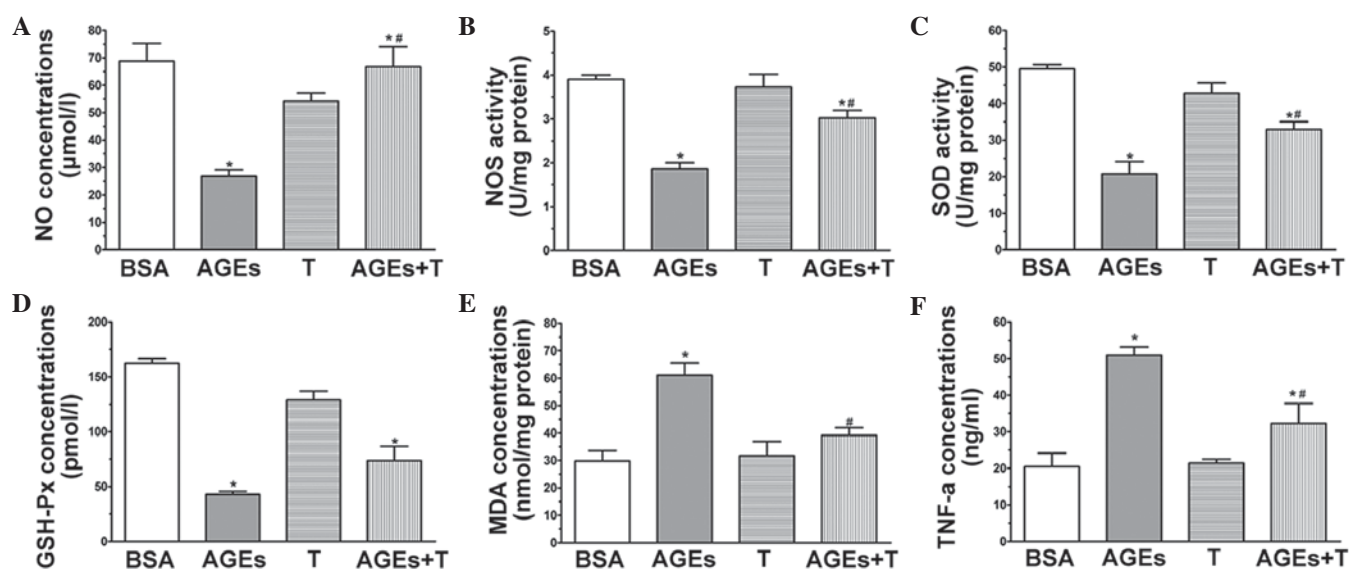 A
NO concentrations
(µmol/l)
80
70
60
50
40
30
20
10
0
*
*#
BSA AGEs T AGEs+T
B
NOS activity
(U/mg protein)
5
4
3
2
1
0
*
*#
BSA AGEs T AGEs+T
C
SOD activity
(U/mg protein)
60
50
40
30
20
10
0
*
*#
BSA AGEs T AGEs+T
D
GSH-Px concentrations
(pmol/l)
200
150
100
50
0
*
*
BSA AGEs T AGEs+T
E
MDA concentrations
(nmol/mg protein)
80
70
60
50
40
30
20
10
0
*
#
BSA AGEs T AGEs+T
F
TNF-a concentrations
(ng/ml)
60
50
40
30
20
10
0
*
*#
BSA AGEs T AGEs+T